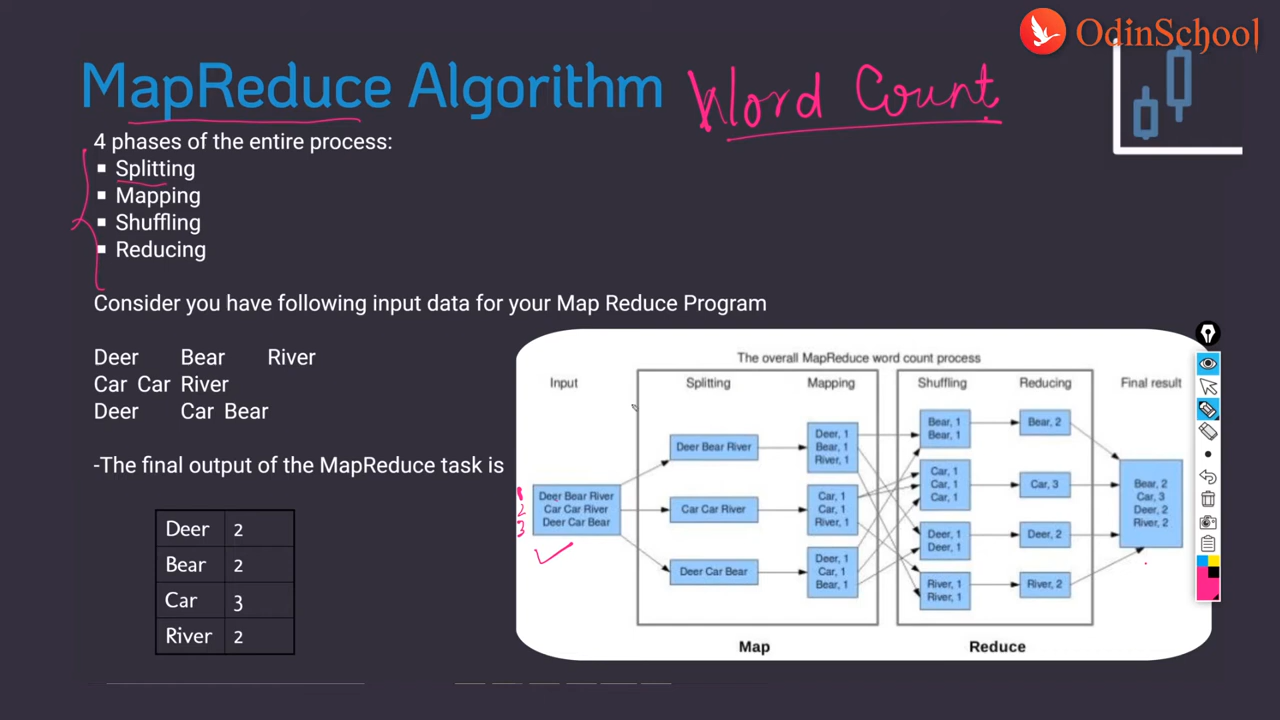 OdinSchool
MapReduce Algorithm
Word Count
4 phases of the entire process:
▪ Splitting
▪ Mapping
▪ Shuffling
▪ Reducing
Consider you have following input data for your Map Reduce Program
Deer Bear River
Car Car River
Deer Car Bear
-The final output of the MapReduce task is
Deer 2
Bear 2
Car 3
River 2
The overall MapReduce word count process
Input
1 Deer Bear River
2 Car Car River
3 Deer Car Bear
Splitting
Deer Bear River
Car Car River
Deer Car Bear
Mapping
Deer, 1
Bear, 1
River, 1
Car, 1
Car, 1
River, 1
Deer, 1
Car, 1
Bear, 1
Map
Shuffling
Bear, 1
Bear, 1
Car, 1
Car, 1
Car, 1
Deer, 1
Deer, 1
River, 1
River, 1
Reducing
Bear, 2
Car, 3
Deer, 2
River, 2
Reduce
Final result
Bear, 2
Car, 3
Deer, 2
River, 2